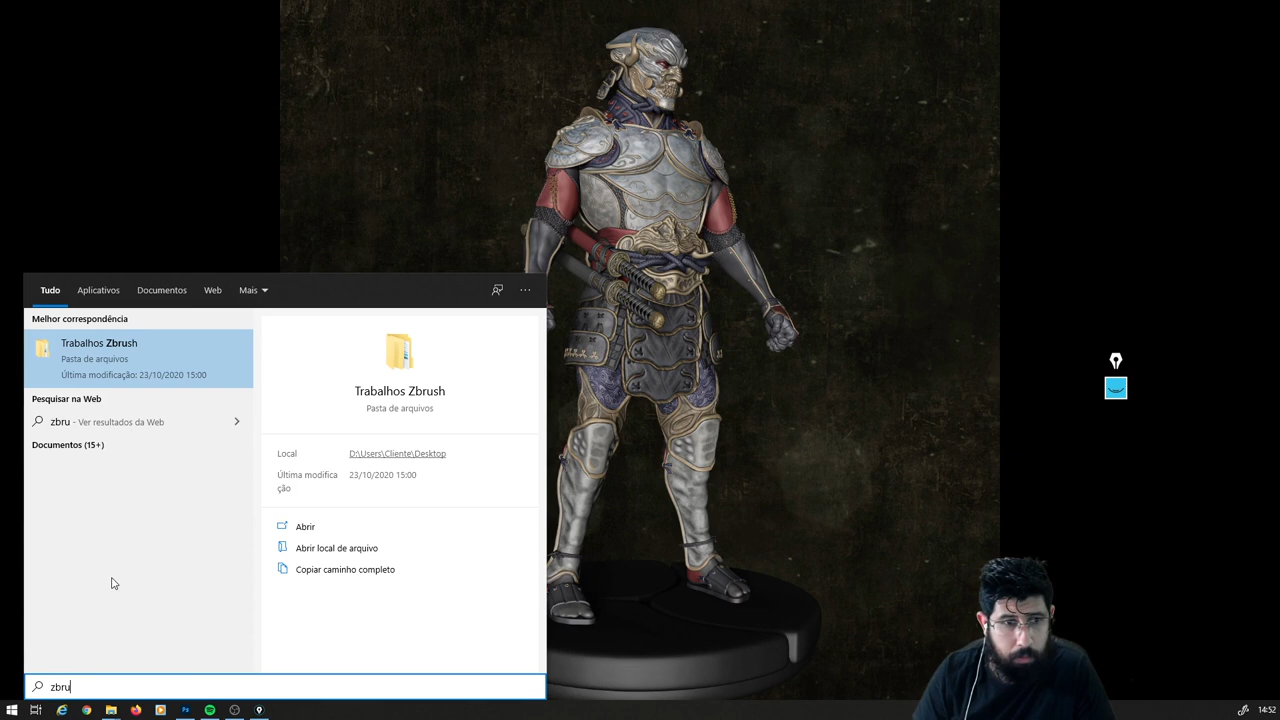 Tudo Aplicativos Documentos Web Mais
Melhor correspondência
Trabalhos Zbrush
Pasta de arquivos
Última modificação: 23/10/2020 15:00
Pesquisar na Web
zbru - Ver resultados da Web
Documentos (15+)
Trabalhos Zbrush
Pasta de arquivos
Local D:\Users\Cliente\Desktop
Última modifica
ção
23/10/2020 15:00
Abrir
Abrir local de arquivo
Copiar caminho completo
zbru
Ps
14:52